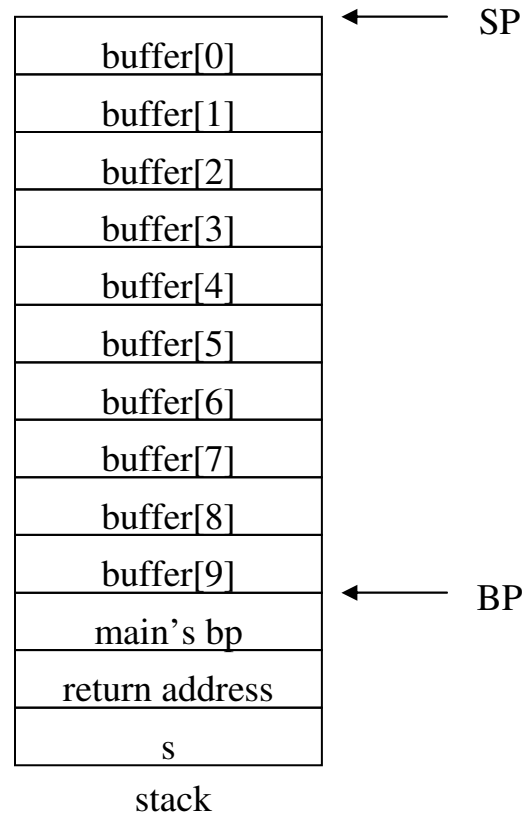 SP
buffer[0]
buffer[1]
buffer[2]
buffer[3]
buffer[4]
buffer[5]
buffer[6]
buffer[7]
buffer[8]
buffer[9]
BP
main’s bp
return address
s
stack